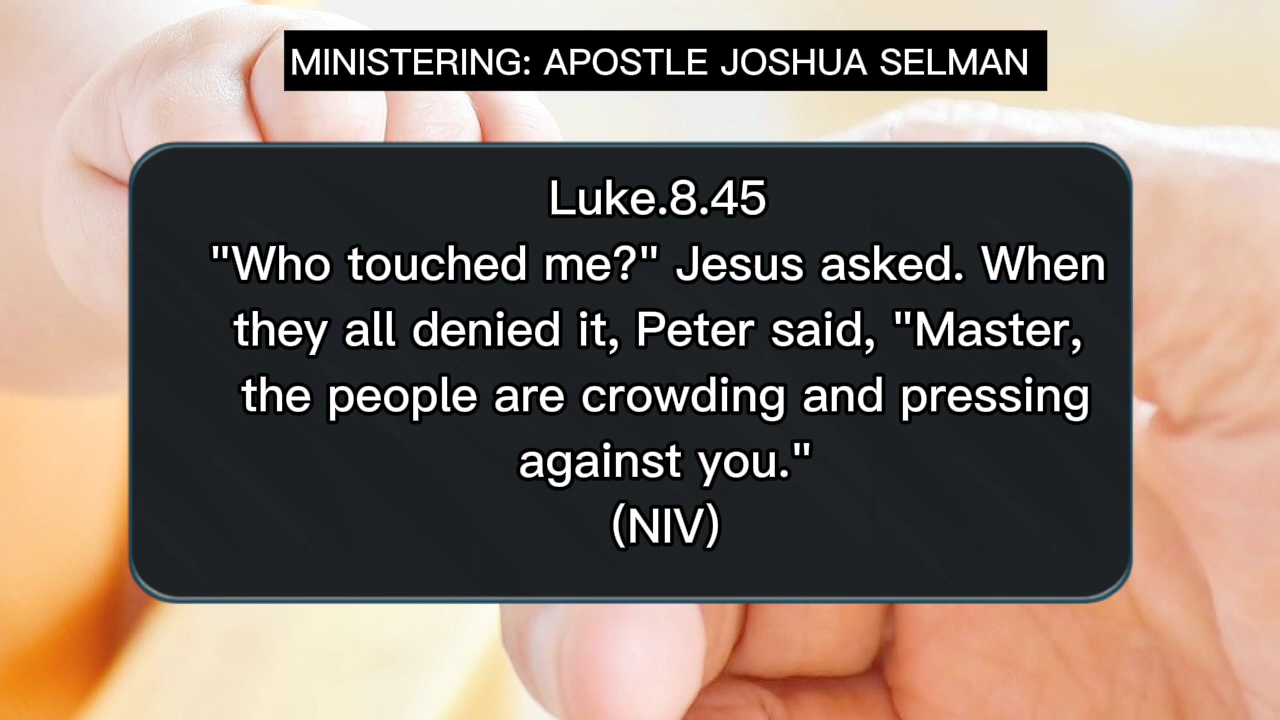 MINISTERING: APOSTLE JOSHUA SELMAN
Luke.8.45
"Who touched me?" Jesus asked. When
they all denied it, Peter said, "Master,
the people are crowding and pressing
against you."
(NIV)